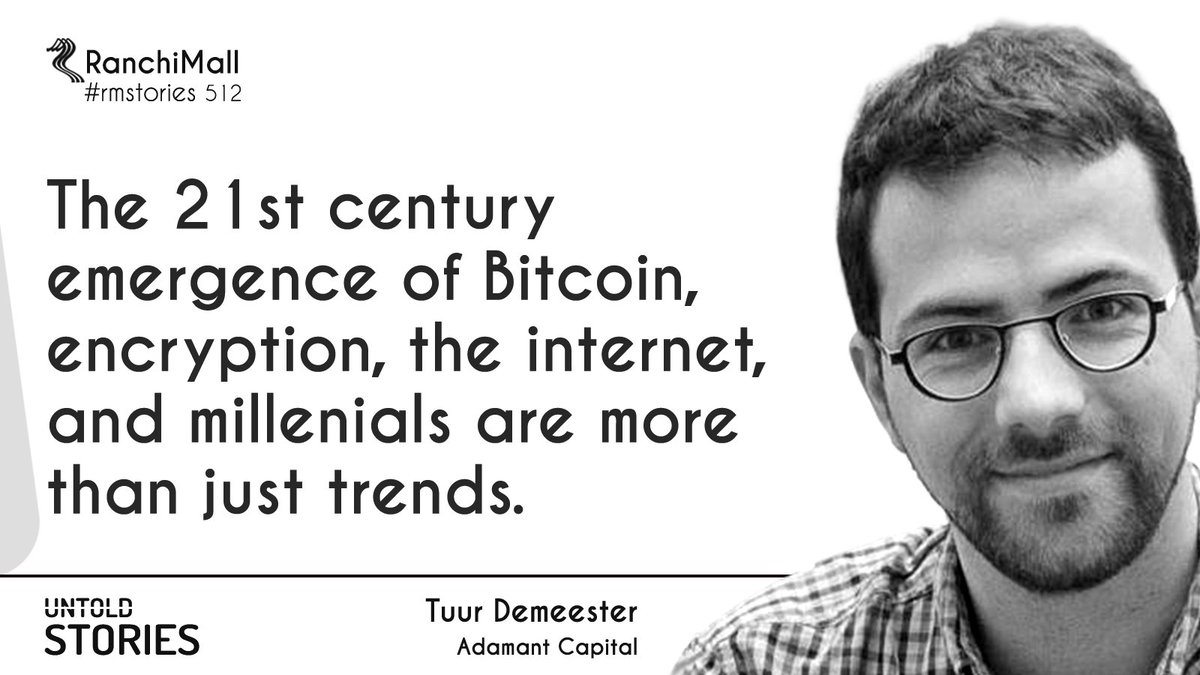 RanchiMall
#rmstories 512
The 21st century
emergence of Bitcoin,
encryption, the internet,
and millenials are more
than just trends.
UNTOLD
STORIES
Tuur Demeester
Adamant Capital